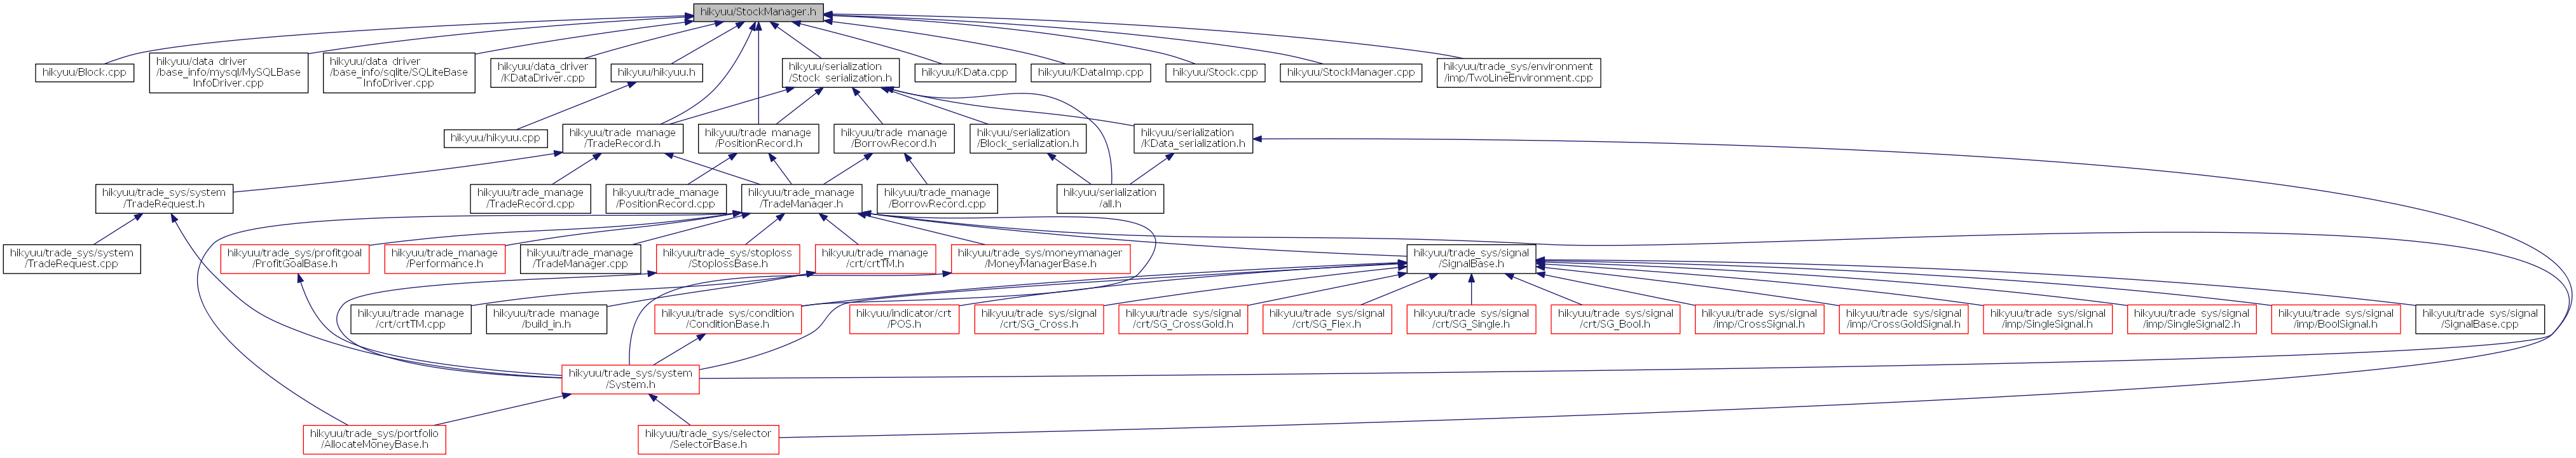 hikyuu/StockManager.h
hikyuu/Block.cpp
hikyuu/data_driver
/base_info/mysql/MySQLBase
InfoDriver.cpp
hikyuu/data_driver
/base_info/sqlite/SQLiteBase
InfoDriver.cpp
hikyuu/data_driver
/KDataDriver.cpp
hikyuu/hikyuu.h
hikyuu/serialization
/Stock_serialization.h
hikyuu/KData.cpp
hikyuu/KDataImp.cpp
hikyuu/Stock.cpp
hikyuu/StockManager.cpp
hikyuu/trade_sys/environment
/imp/TwoLineEnvironment.cpp
hikyuu/hikyuu.cpp
hikyuu/trade_manage
/TradeRecord.h
hikyuu/trade_manage
/PositionRecord.h
hikyuu/trade_manage
/BorrowRecord.h
hikyuu/serialization
/Block_serialization.h
hikyuu/serialization
/KData_serialization.h
hikyuu/trade_sys/system
/TradeRequest.h
hikyuu/trade_manage
/TradeRecord.cpp
hikyuu/trade_manage
/PositionRecord.cpp
hikyuu/trade_manage
/TradeManager.h
hikyuu/trade_manage
/BorrowRecord.cpp
hikyuu/serialization
/all.h
hikyuu/trade_sys/system
/TradeRequest.cpp
hikyuu/trade_sys/profitgoal
/ProfitGoalBase.h
hikyuu/trade_manage
/Performance.h
hikyuu/trade_manage
/TradeManager.cpp
hikyuu/trade_sys/stoploss
/StoplossBase.h
hikyuu/trade_manage
/crt/crtTM.h
hikyuu/trade_sys/moneymanager
/MoneyManagerBase.h
hikyuu/trade_sys/signal
/SignalBase.h
hikyuu/trade_manage
/crt/crtTM.cpp
hikyuu/trade_manage
/build_in.h
hikyuu/trade_sys/condition
/ConditionBase.h
hikyuu/indicator/crt
/POS.h
hikyuu/trade_sys/signal
/crt/SG_Cross.h
hikyuu/trade_sys/signal
/crt/SG_CrossGold.h
hikyuu/trade_sys/signal
/crt/SG_Flex.h
hikyuu/trade_sys/signal
/crt/SG_Single.h
hikyuu/trade_sys/signal
/crt/SG_Bool.h
hikyuu/trade_sys/signal
/imp/CrossSignal.h
hikyuu/trade_sys/signal
/imp/CrossGoldSignal.h
hikyuu/trade_sys/signal
/imp/SingleSignal.h
hikyuu/trade_sys/signal
/imp/SingleSignal2.h
hikyuu/trade_sys/signal
/imp/BoolSignal.h
hikyuu/trade_sys/signal
/SignalBase.cpp
hikyuu/trade_sys/system
/System.h
hikyuu/trade_sys/portfolio
/AllocateMoneyBase.h
hikyuu/trade_sys/selector
/SelectorBase.h